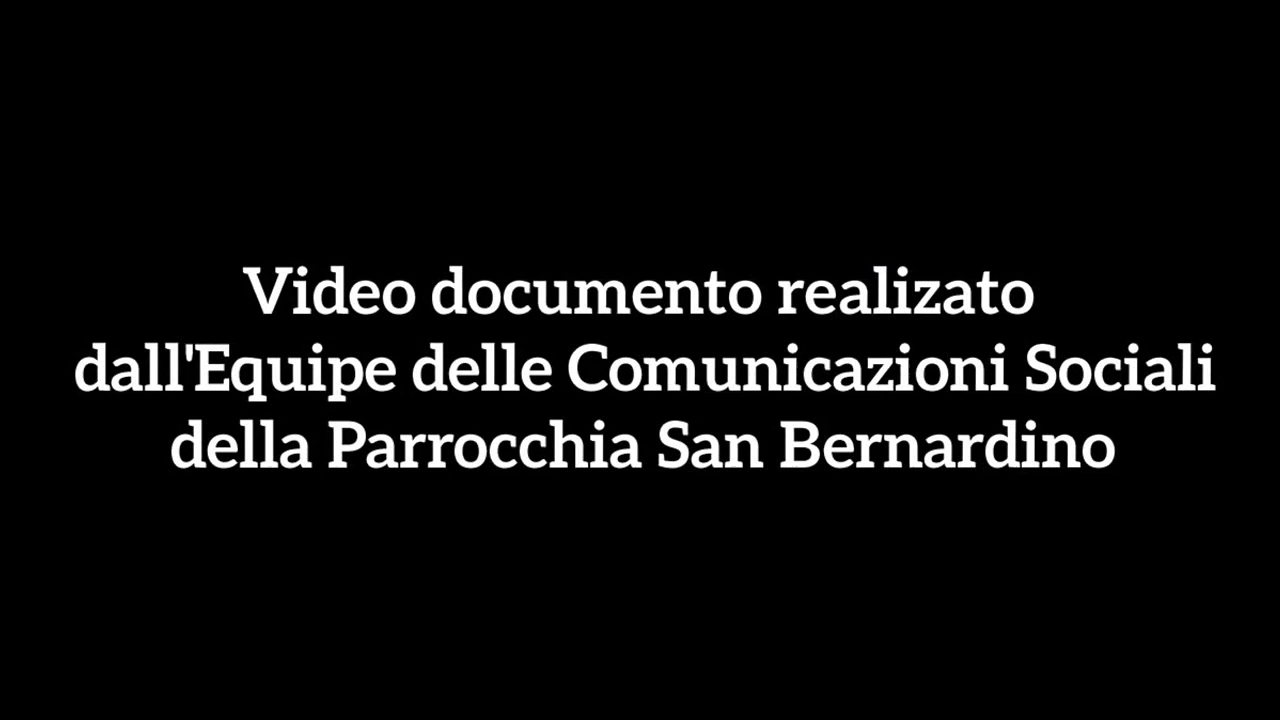 Video documento realizato
dall'Equipe delle Comunicazioni Sociali
della Parrocchia San Bernardino